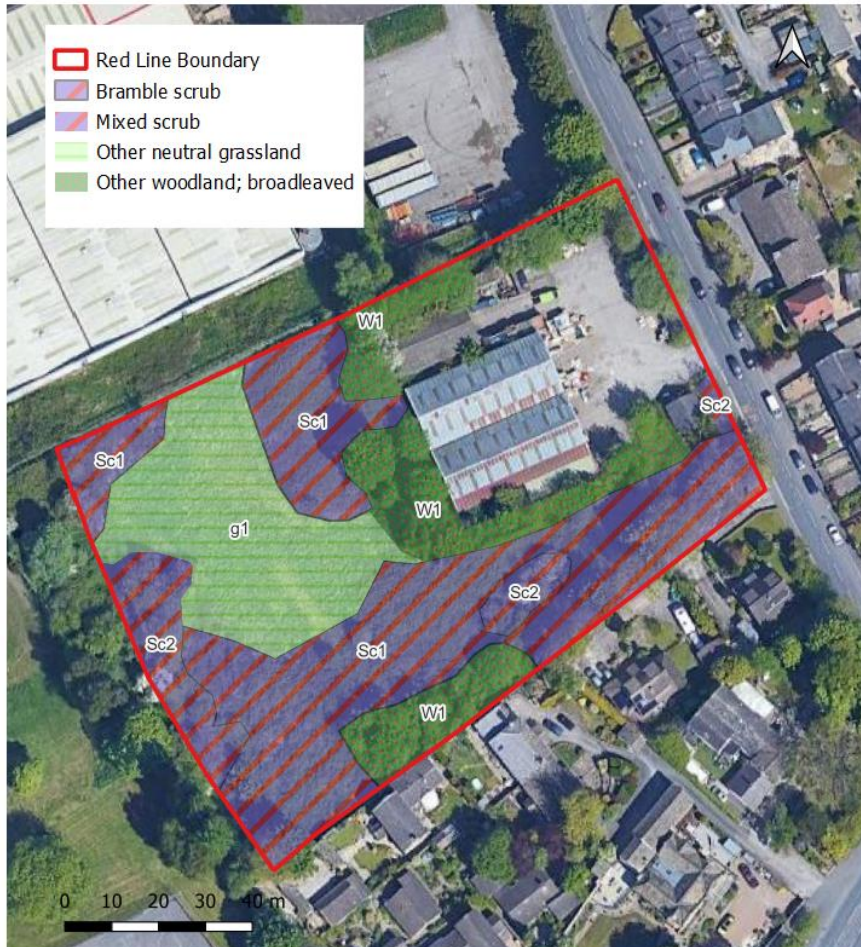 Red Line Boundary
Bramble scrub
Mixed scrub
Other neutral grassland
Other woodland; broadleaved
W1
Sc2
Sc1
Sc1
W1
g1
Sc2
Sc2
Sc1
W1
0 10 20 30 40 m